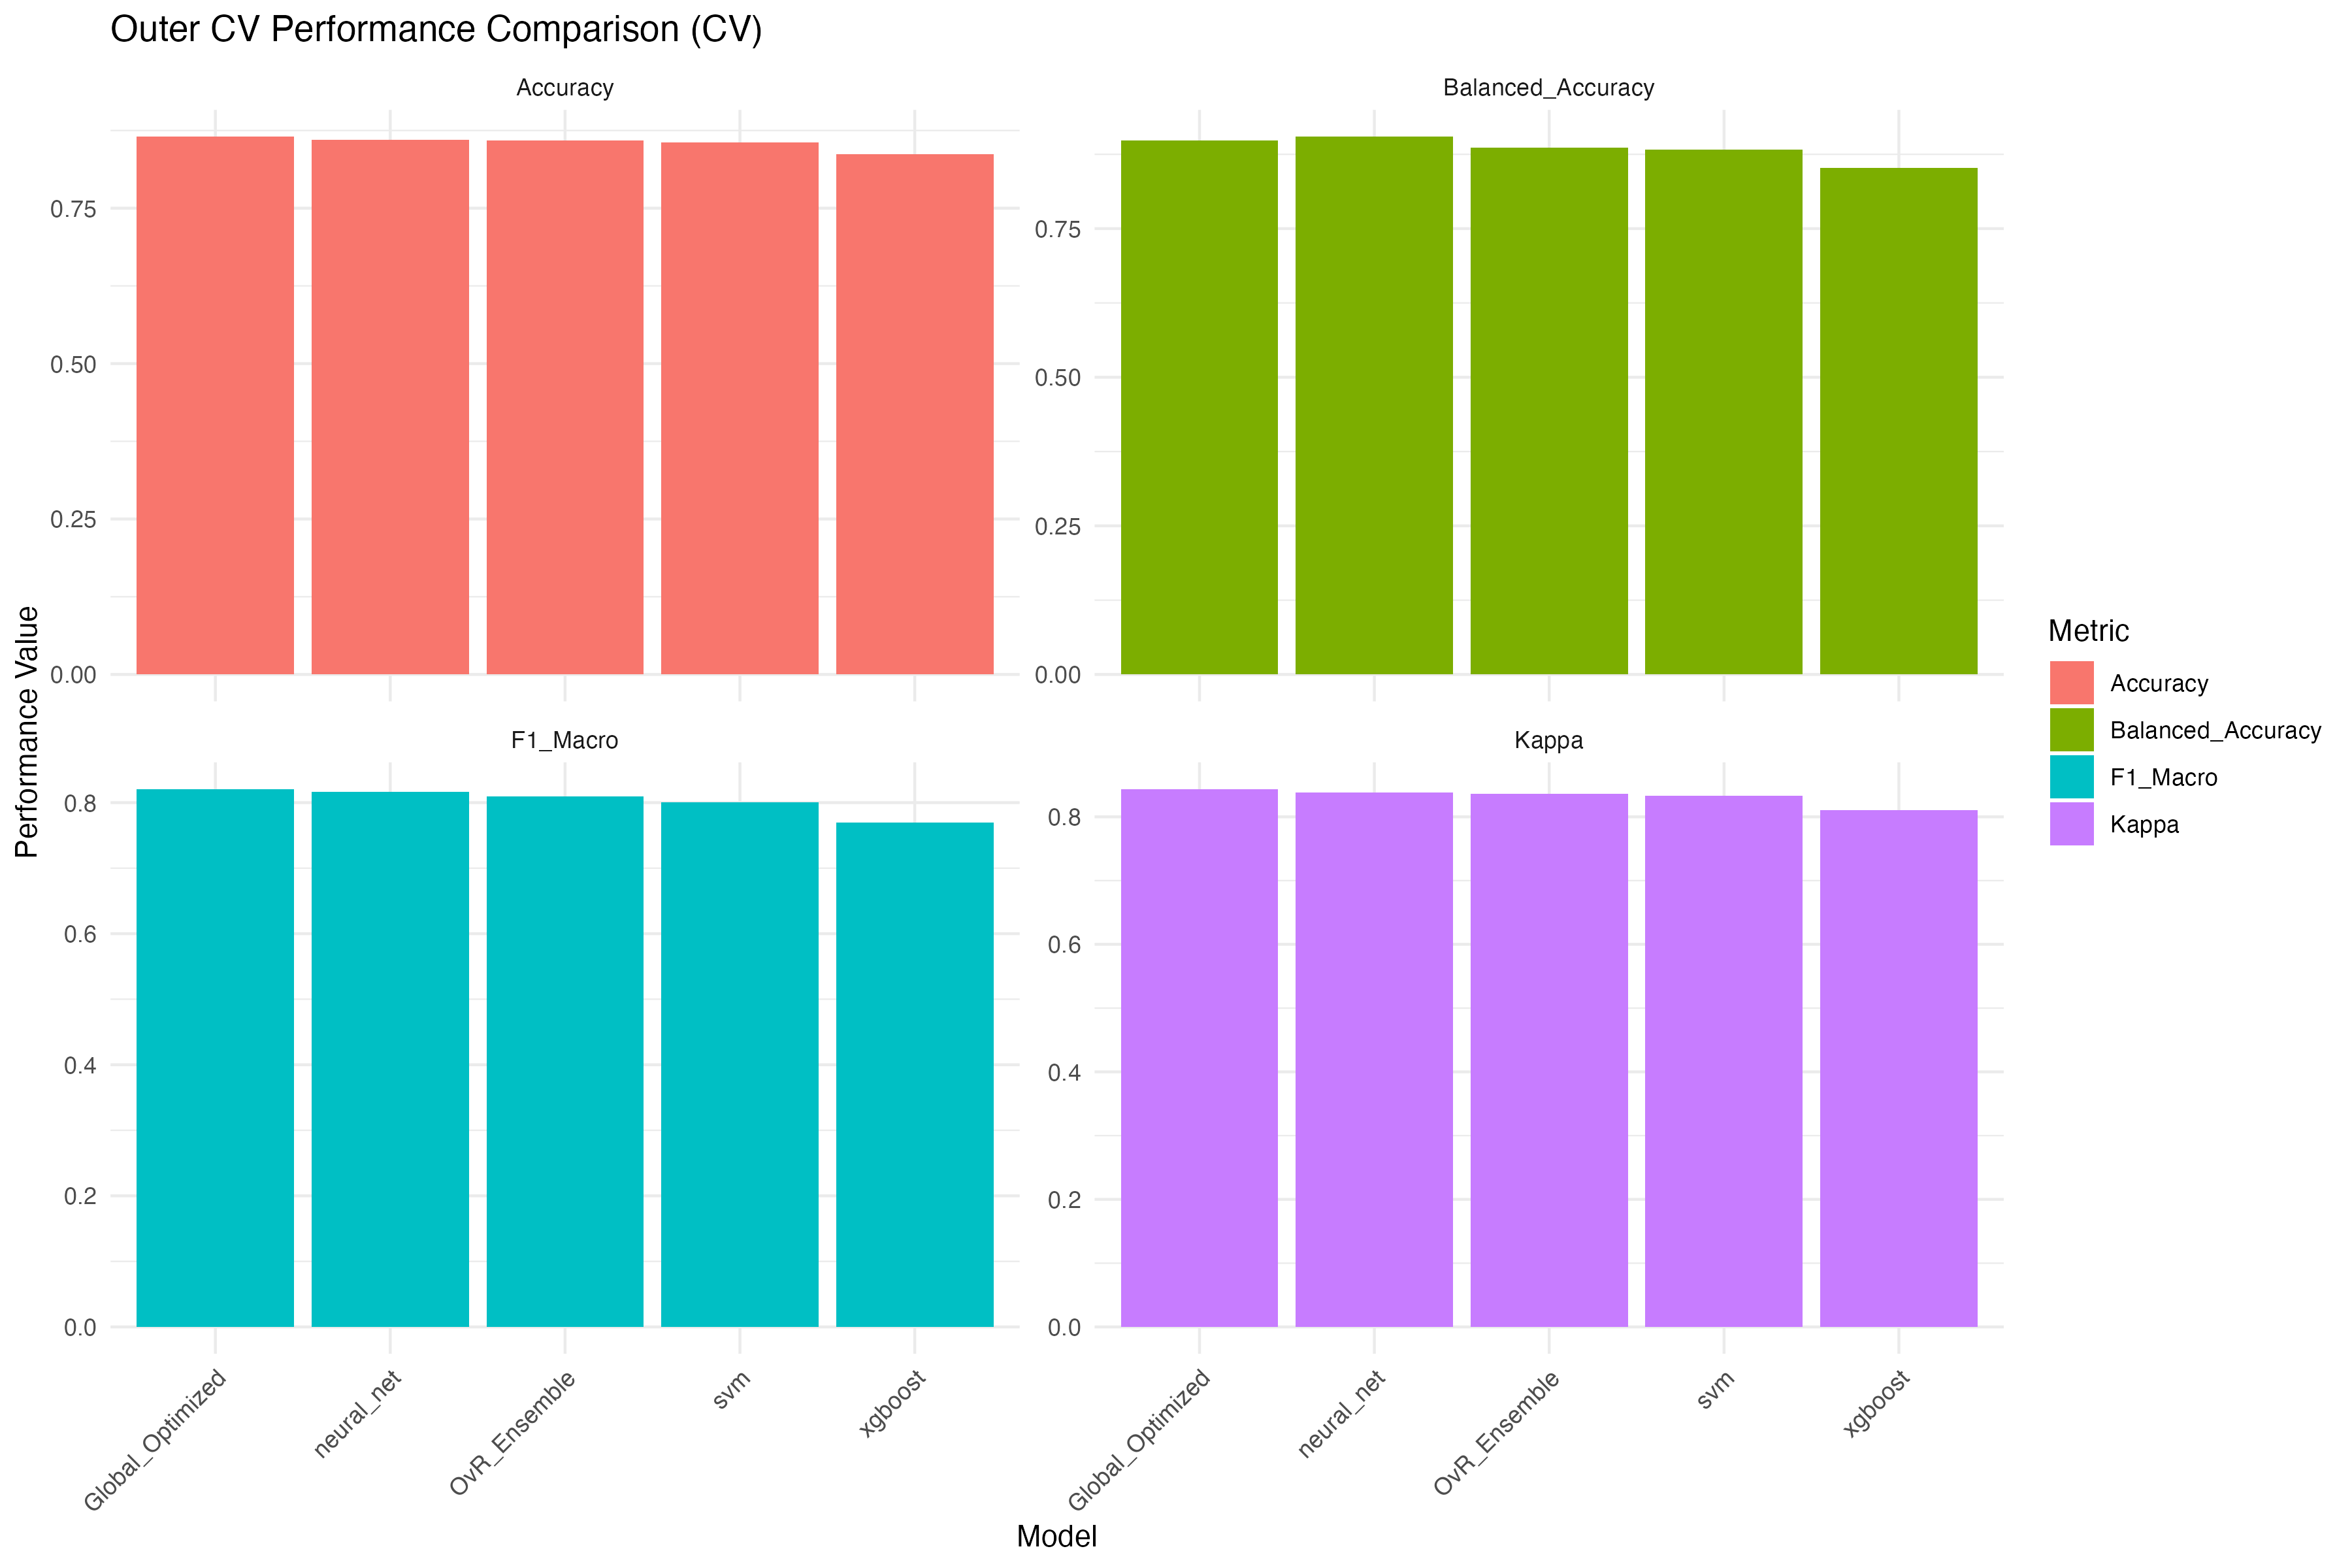 Outer CV Performance Comparison (CV)
Accuracy
Balanced_Accuracy
0.75
0.50
0.25
0.00
0.75
0.50
0.25
0.00
F1_Macro
Kappa
0.8
0.6
0.4
0.2
0.0
0.8
0.6
0.4
0.2
0.0
Global_Optimized
neural_net
OvR_Ensemble
svm
xgboost
Global_Optimized
neural_net
OvR_Ensemble
svm
xgboost
Performance Value
Model
Metric
Accuracy
Balanced_Accuracy
F1_Macro
Kappa